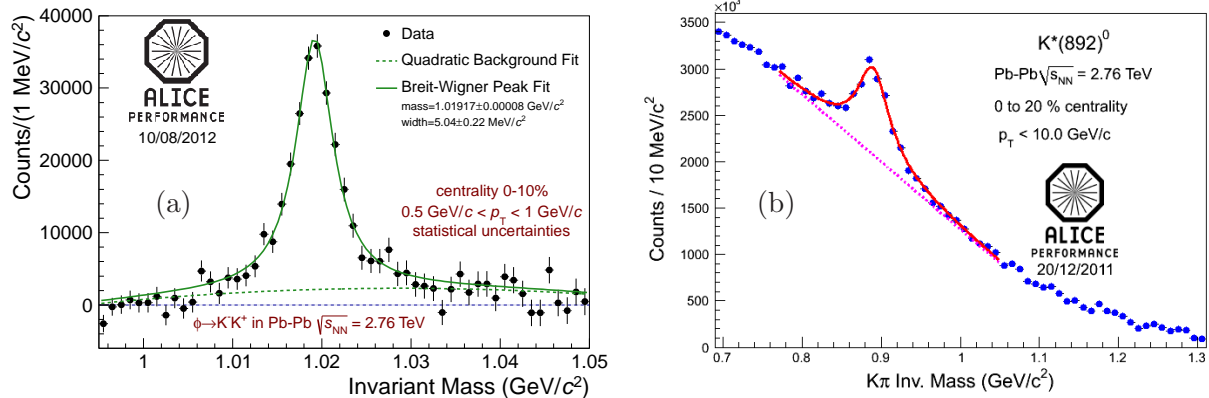 40000
30000
20000
10000
0
Counts/(1 MeV/c²)
ALICE
PERFORMANCE
10/08/2012
Data
Quadratic Background Fit
Breit-Wigner Peak Fit
mass=1.01917±0.00008 GeV/c²
width=5.04±0.22 MeV/c²
(a)
centrality 0-10%
0.5 GeV/c < p_T < 1 GeV/c
statistical uncertainties
ϕ→K⁻K⁺ in Pb-Pb √s_NN = 2.76 TeV
1 1.01 1.02 1.03 1.04 1.05
Invariant Mass (GeV/c²)
×10³
3500
3000
2500
2000
1500
1000
500
0
Counts / 10 MeV/c²
K*(892)⁰
Pb-Pb √s_NN = 2.76 TeV
0 to 20 % centrality
p_T < 10.0 GeV/c
(b)
ALICE
PERFORMANCE
20/12/2011
0.7 0.8 0.9 1 1.1 1.2 1.3
Kπ Inv. Mass (GeV/c²)